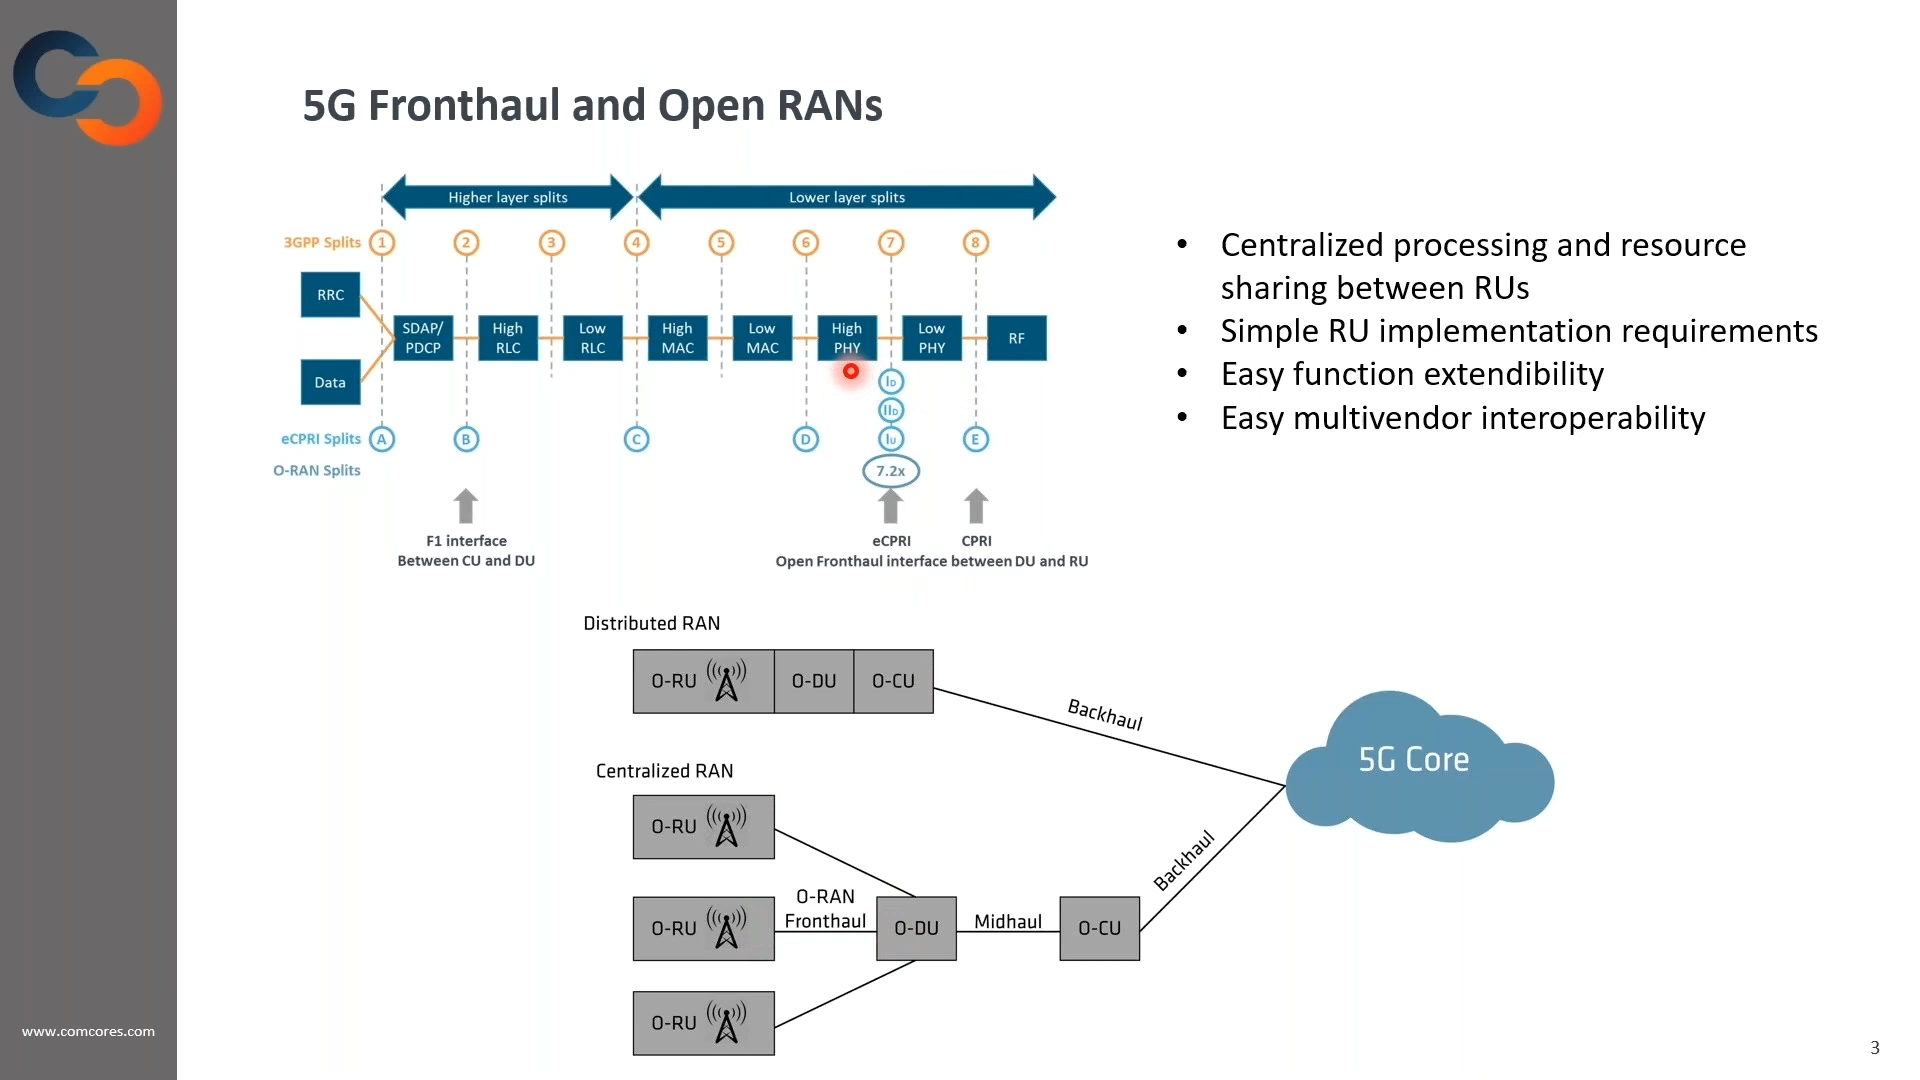 5G Fronthaul and Open RANs
Higher layer splits
Lower layer splits
3GPP Splits 1 2 3 4 5 6 7 8
RRC
Data
SDAP/
PDCP
High
RLC
Low
RLC
High
MAC
Low
MAC
High
PHY
Low
PHY
RF
ID
IID
eCPRI Splits A B C D IU E
O-RAN Splits 7.2x
F1 interface
Between CU and DU
eCPRI CPRI
Open Fronthaul interface between DU and RU
• Centralized processing and resource
sharing between RUs
• Simple RU implementation requirements
• Easy function extendibility
• Easy multivendor interoperability
Distributed RAN
O-RU O-DU O-CU
Backhaul
5G Core
Centralized RAN
O-RU
O-RAN
Fronthaul
O-RU O-DU Midhaul O-CU
Backhaul
O-RU
www.comcores.com
3